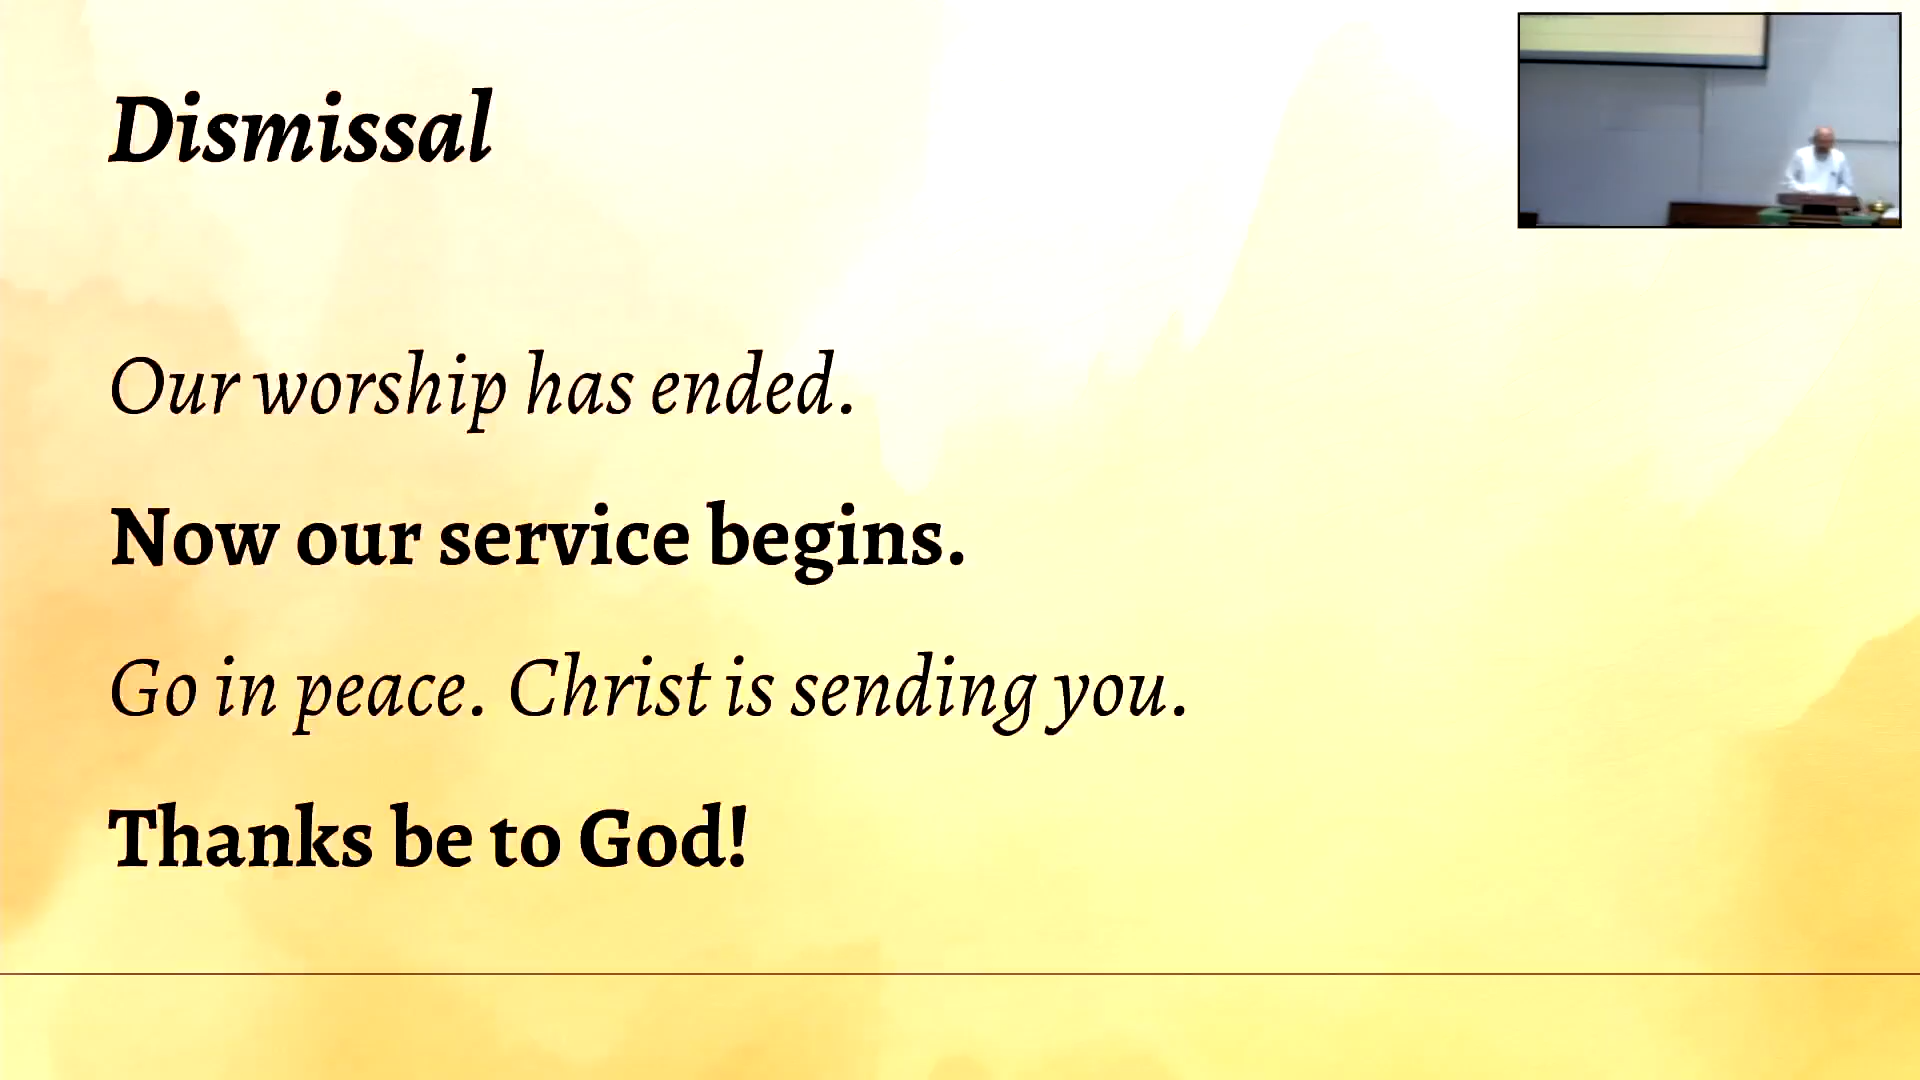 Dismissal
Our worship has ended.
Now our service begins.
Go in peace. Christ is sending you.
Thanks be to God!